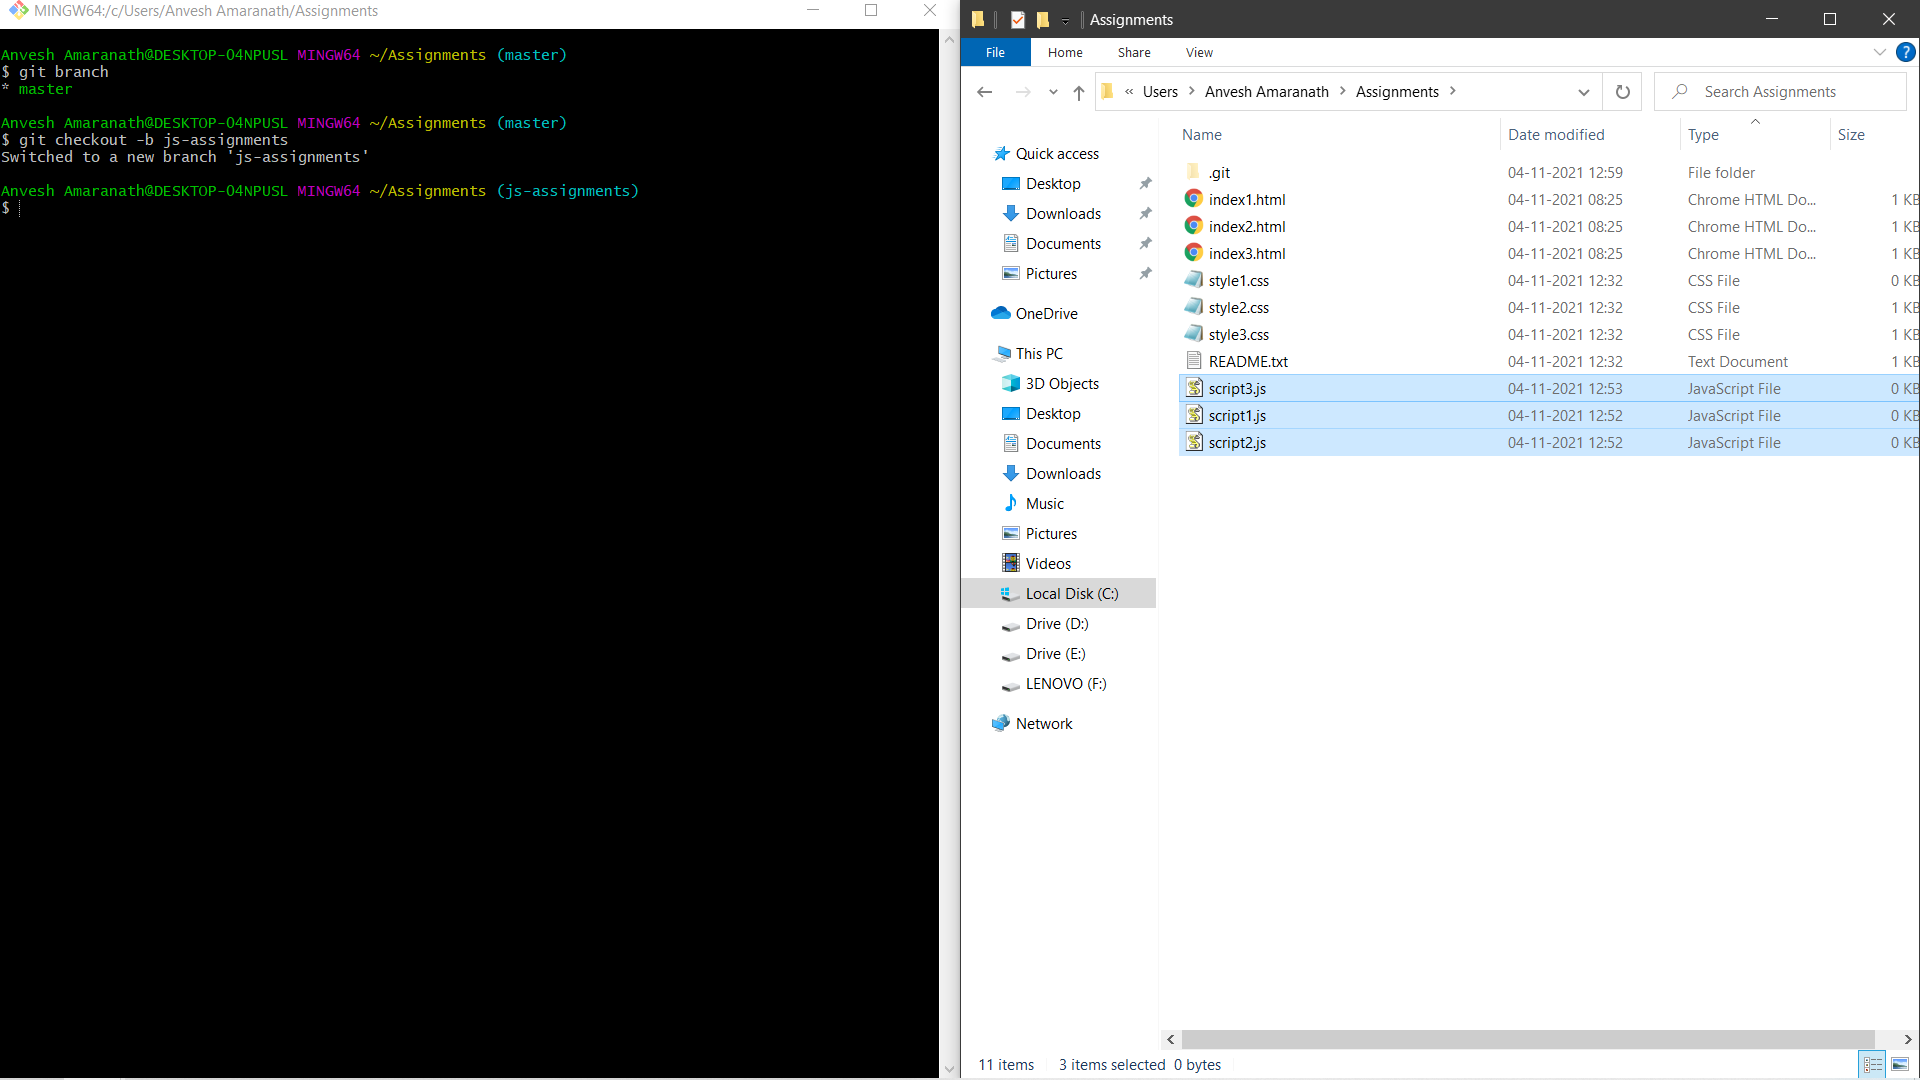 MINGW64:/c/Users/Anvesh Amaranath/Assignments
Anvesh Amaranath@DESKTOP-O4NPUSL MINGW64 ~/Assignments (master)
$ git branch
* master
Anvesh Amaranath@DESKTOP-O4NPUSL MINGW64 ~/Assignments (master)
$ git checkout -b js-assignments
Switched to a new branch 'js-assignments'
Anvesh Amaranath@DESKTOP-O4NPUSL MINGW64 ~/Assignments (js-assignments)
$
Assignments
File Home Share View
« Users > Anvesh Amaranath > Assignments >
Search Assignments
Quick access
Desktop
Downloads
Documents
Pictures
OneDrive
This PC
3D Objects
Desktop
Documents
Downloads
Music
Pictures
Videos
Local Disk (C:)
Drive (D:)
Drive (E:)
LENOVO (F:)
Network
Name Date modified Type Size
.git 04-11-2021 12:59 File folder
index1.html 04-11-2021 08:25 Chrome HTML Do... 1 KB
index2.html 04-11-2021 08:25 Chrome HTML Do... 1 KB
index3.html 04-11-2021 08:25 Chrome HTML Do... 1 KB
style1.css 04-11-2021 12:32 CSS File 0 KB
style2.css 04-11-2021 12:32 CSS File 1 KB
style3.css 04-11-2021 12:32 CSS File 1 KB
README.txt 04-11-2021 12:32 Text Document 1 KB
script3.js 04-11-2021 12:53 JavaScript File 0 KB
script1.js 04-11-2021 12:52 JavaScript File 0 KB
script2.js 04-11-2021 12:52 JavaScript File 0 KB
11 items 3 items selected 0 bytes